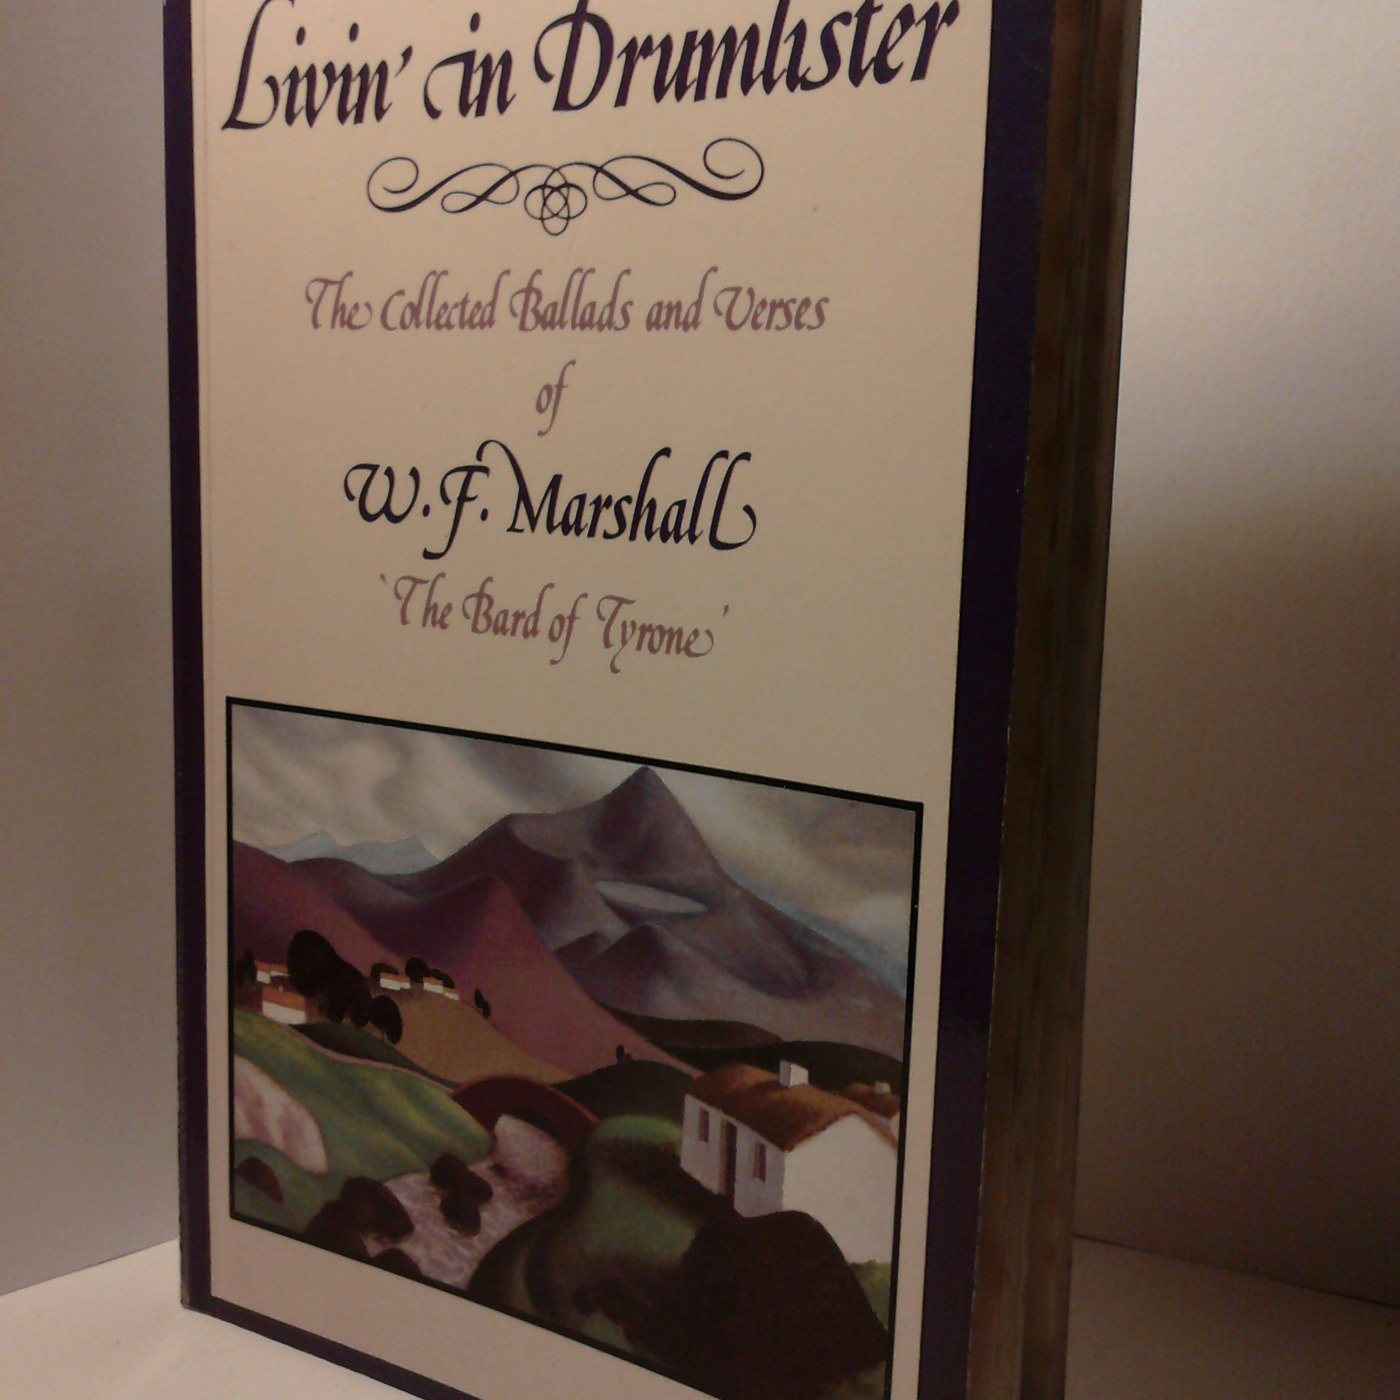 Livin' in Drumlister
The Collected Ballads and Verses
of
W.F. Marshall
‘The Bard of Tyrone’